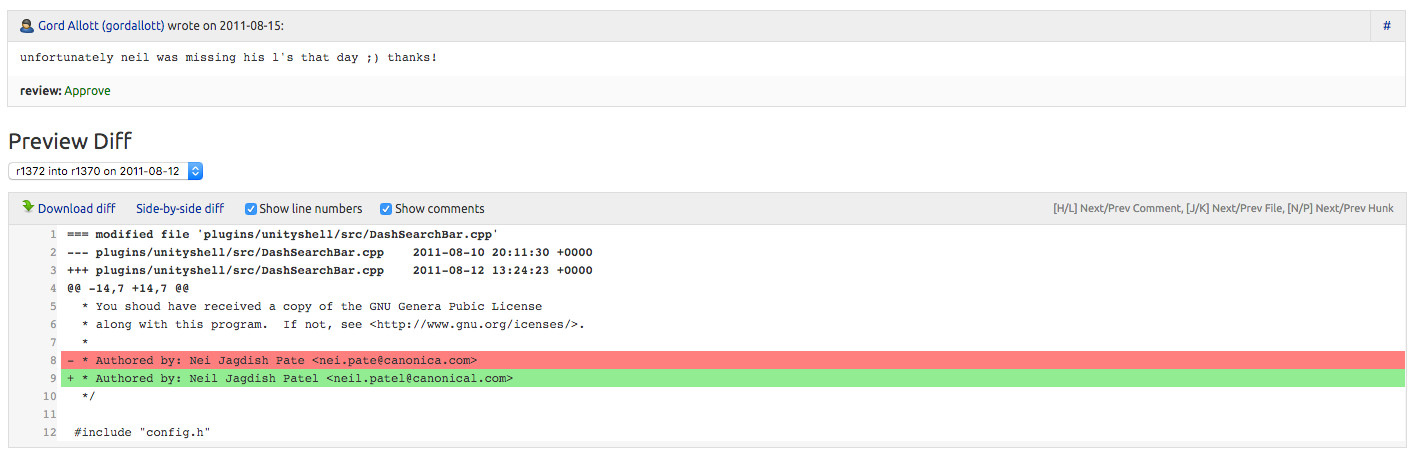 Gord Allott (gordallott) wrote on 2011-08-15: #
unfortunately neil was missing his l's that day ;) thanks!
review: Approve
Preview Diff
r1372 into r1370 on 2011-08-12
Download diff Side-by-side diff Show line numbers Show comments [H/L] Next/Prev Comment, [J/K] Next/Prev File, [N/P] Next/Prev Hunk
1 === modified file 'plugins/unityshell/src/DashSearchBar.cpp'
2 --- plugins/unityshell/src/DashSearchBar.cpp 2011-08-10 20:11:30 +0000
3 +++ plugins/unityshell/src/DashSearchBar.cpp 2011-08-12 13:24:23 +0000
4 @@ -14,7 +14,7 @@
5 * You shoud have received a copy of the GNU Genera Pubic License
6 * along with this program. If not, see <http://www.gnu.org/icenses/>.
7 *
8 - * Authored by: Nei Jagdish Pate <nei.pate@canonica.com>
9 + * Authored by: Neil Jagdish Patel <neil.patel@canonical.com>
10 */
11
12 #include "config.h"